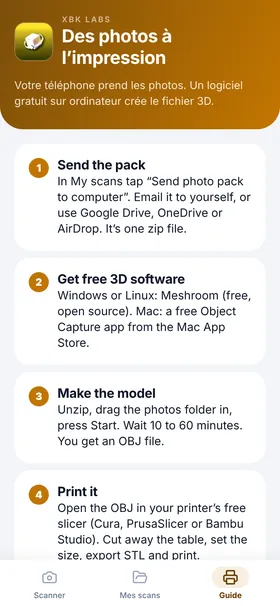 XBK LABS
Des photos à
l’impression
Votre téléphone prend les photos. Un logiciel
gratuit sur ordinateur crée le fichier 3D.
1
Send the pack
In My scans tap “Send photo pack
to computer”. Email it to yourself, or
use Google Drive, OneDrive or
AirDrop. It’s one zip file.
2
Get free 3D software
Windows or Linux: Meshroom (free,
open source). Mac: a free Object
Capture app from the Mac App
Store.
3
Make the model
Unzip, drag the photos folder in,
press Start. Wait 10 to 60 minutes.
You get an OBJ file.
4
Print it
Open the OBJ in your printer’s free
slicer (Cura, PrusaSlicer or Bambu
Studio). Cut away the table, set the
size, export STL and print.
Scanner
Mes scans
Guide